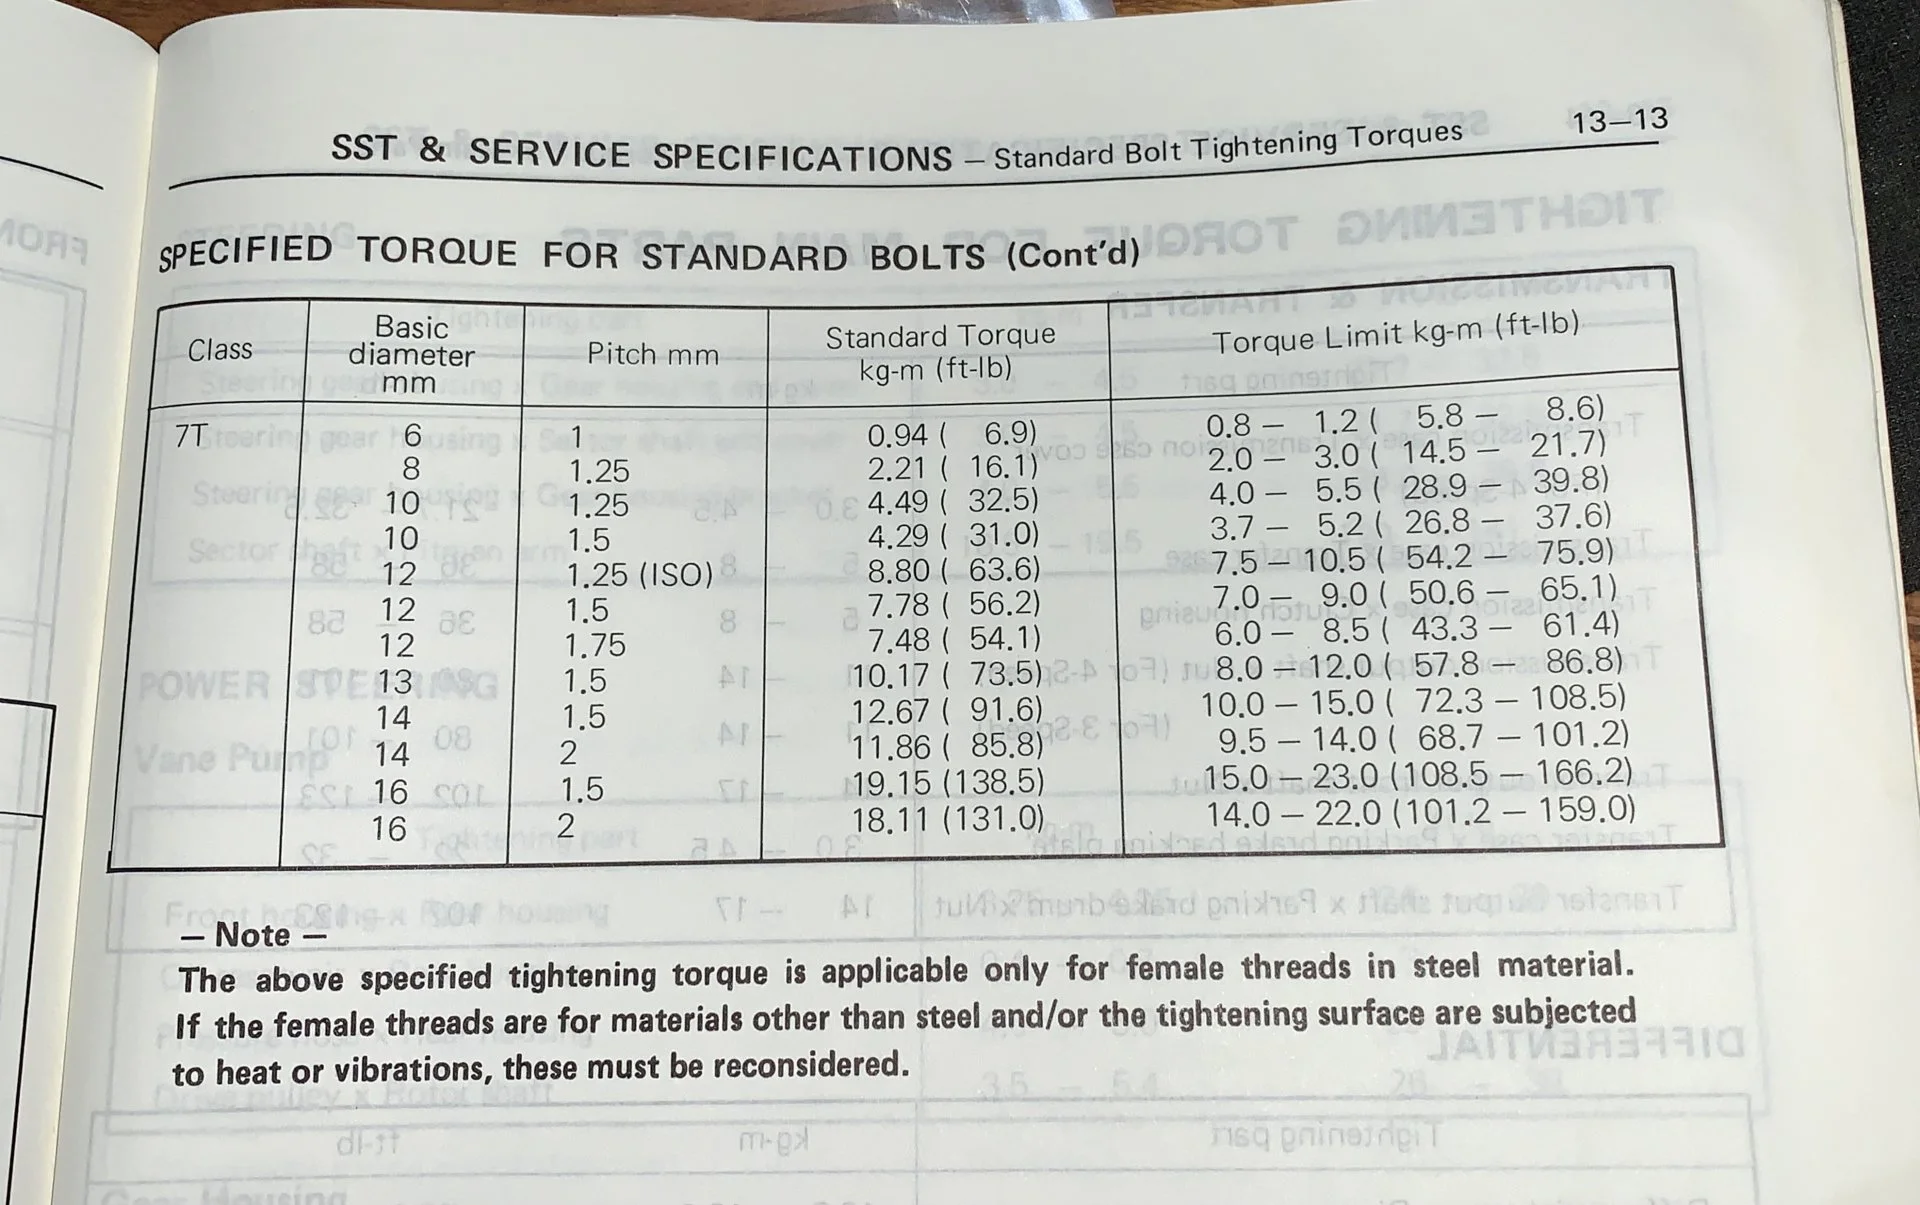 SST & SERVICE SPECIFICATIONS – Standard Bolt Tightening Torques 13–13
SPECIFIED TORQUE FOR STANDARD BOLTS (Cont'd)
Class Basic diameter mm Pitch mm Standard Torque kg-m (ft-lb) Torque Limit kg-m (ft-lb)
7T 6 1 0.94 ( 6.9) 0.8 – 1.2 ( 5.8 – 8.6)
8 1.25 2.21 ( 16.1) 2.0 – 3.0 ( 14.5 – 21.7)
10 1.25 4.49 ( 32.5) 4.0 – 5.5 ( 28.9 – 39.8)
10 1.5 4.29 ( 31.0) 3.7 – 5.2 ( 26.8 – 37.6)
12 1.25 (ISO) 8.80 ( 63.6) 7.5 – 10.5 ( 54.2 – 75.9)
12 1.5 7.78 ( 56.2) 7.0 – 9.0 ( 50.6 – 65.1)
12 1.75 7.48 ( 54.1) 6.0 – 8.5 ( 43.3 – 61.4)
13 1.5 10.17 ( 73.5) 8.0 – 12.0 ( 57.8 – 86.8)
14 1.5 12.67 ( 91.6) 10.0 – 15.0 ( 72.3 – 108.5)
14 2 11.86 ( 85.8) 9.5 – 14.0 ( 68.7 – 101.2)
16 1.5 19.15 (138.5) 15.0 – 23.0 (108.5 – 166.2)
16 2 18.11 (131.0) 14.0 – 22.0 (101.2 – 159.0)
– Note –
The above specified tightening torque is applicable only for female threads in steel material.
If the female threads are for materials other than steel and/or the tightening surface are subjected
to heat or vibrations, these must be reconsidered.